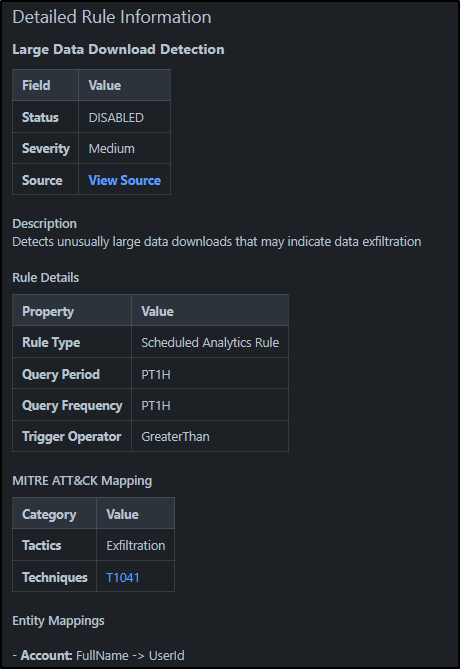 Detailed Rule Information
Large Data Download Detection
Field Value
Status DISABLED
Severity Medium
Source View Source
Description
Detects unusually large data downloads that may indicate data exfiltration
Rule Details
Property Value
Rule Type Scheduled Analytics Rule
Query Period PT1H
Query Frequency PT1H
Trigger Operator GreaterThan
MITRE ATT&CK Mapping
Category Value
Tactics Exfiltration
Techniques T1041
Entity Mappings
- Account: FullName -> UserId